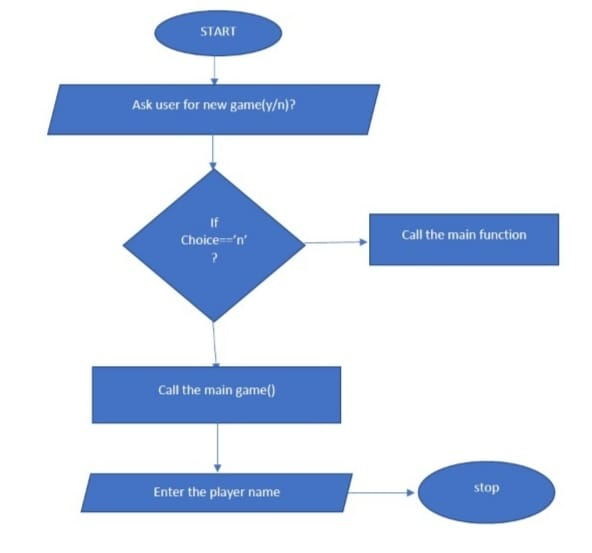 START
Ask user for new game(y/n)?
If
Choice=='n'
?
Call the main function
Call the main game()
Enter the player name
stop